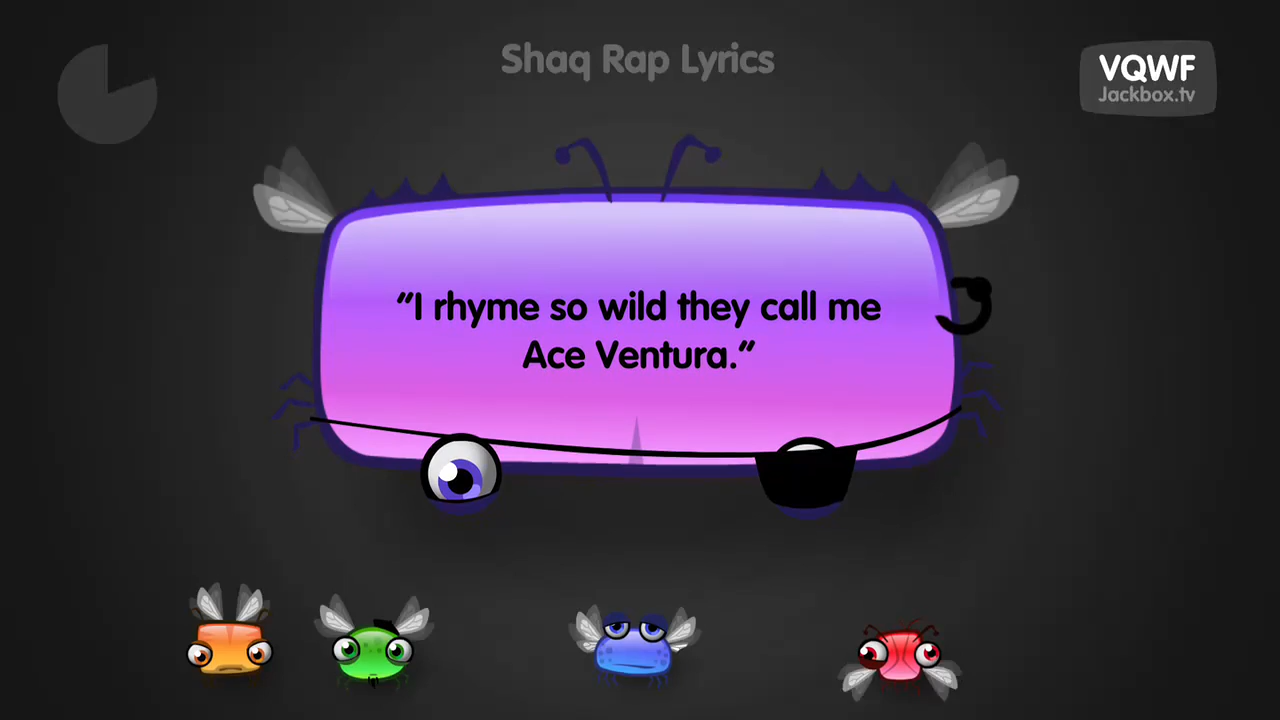 Shaq Rap Lyrics
VQWF
Jackbox.tv
"I rhyme so wild they call me
Ace Ventura."